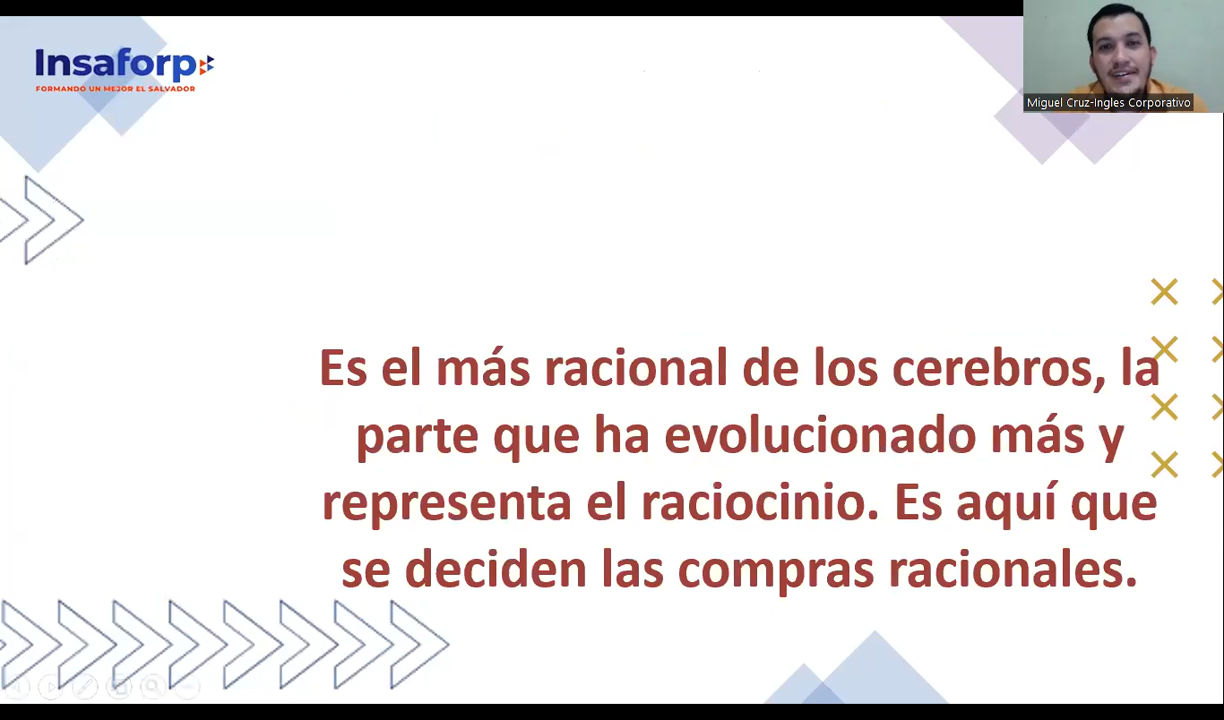 Insaforp
FORMANDO UN MEJOR EL SALVADOR
Miguel Cruz-Ingles Corporativo
Es el más racional de los cerebros, la
parte que ha evolucionado más y
representa el raciocinio. Es aquí que
se deciden las compras racionales.